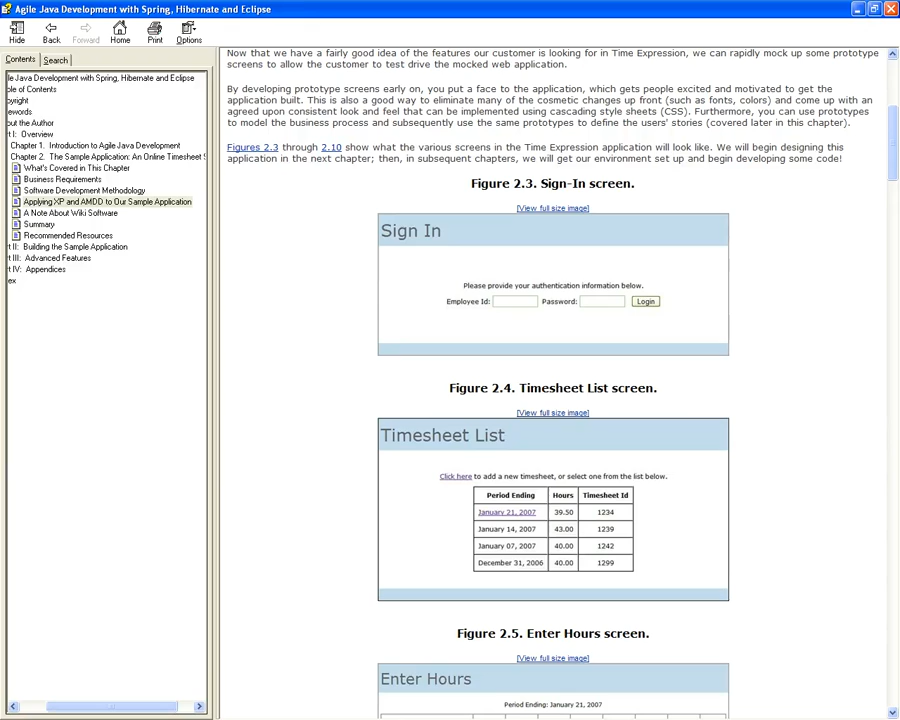 Agile Java Development with Spring, Hibernate and Eclipse
Hide Back Forward Home Print Options
Contents Search
le Java Development with Spring, Hibernate and Eclipse
ole of Contents
oyright
ewords
out the Author
rt I: Overview
Chapter 1. Introduction to Agile Java Development
Chapter 2. The Sample Application: An Online Timesheet S
What's Covered in This Chapter
Business Requirements
Software Development Methodology
Applying XP and AMDD to Our Sample Application
A Note About Wiki Software
Summary
Recommended Resources
rt II: Building the Sample Application
rt III: Advanced Features
rt IV: Appendices
ex
Now that we have a fairly good idea of the features our customer is looking for in Time Expression, we can rapidly mock up some prototype
screens to allow the customer to test drive the mocked web application.
By developing prototype screens early on, you put a face to the application, which gets people excited and motivated to get the
application built. This is also a good way to eliminate many of the cosmetic changes up front (such as fonts, colors) and come up with an
agreed upon consistent look and feel that can be implemented using cascading style sheets (CSS). Furthermore, you can use prototypes
to model the business process and subsequently use the same prototypes to define the users' stories (covered later in this chapter).
Figures 2.3 through 2.10 show what the various screens in the Time Expression application will look like. We will begin designing this
application in the next chapter; then, in subsequent chapters, we will get our environment set up and begin developing some code!
Figure 2.3. Sign-In screen.
[View full size image]
Sign In
Please provide your authentication information below.
Employee Id: Password: Login
Figure 2.4. Timesheet List screen.
[View full size image]
Timesheet List
Click here to add a new timesheet, or select one from the list below.
Period Ending Hours Timesheet Id
January 21, 2007 39.50 1234
January 14, 2007 43.00 1239
January 07, 2007 40.00 1242
December 31, 2006 40.00 1299
Figure 2.5. Enter Hours screen.
[View full size image]
Enter Hours
Period Ending: January 21, 2007